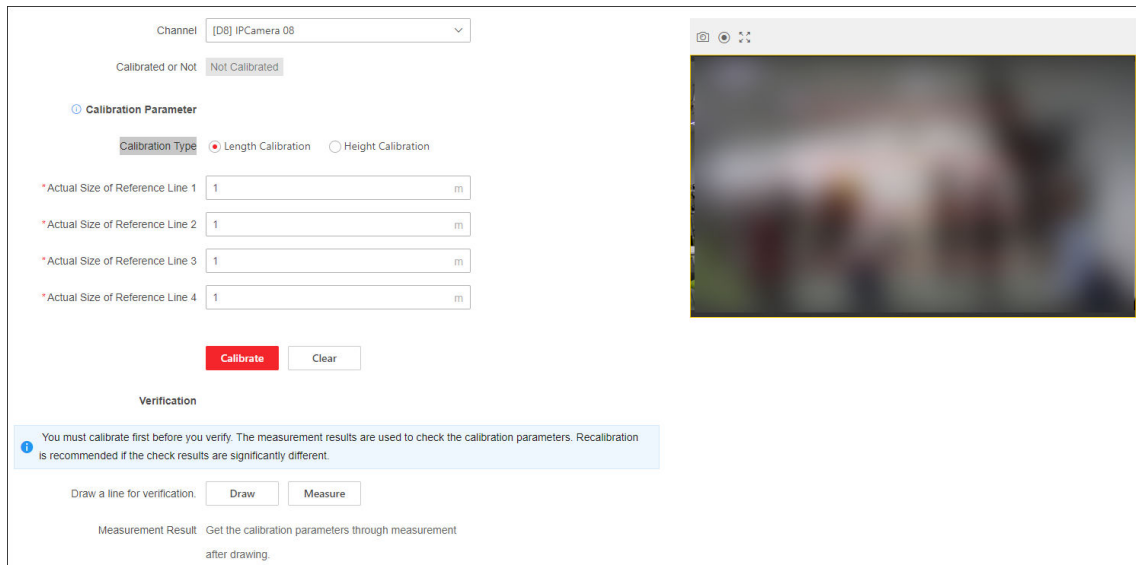 Channel [D8] IPCamera 08
Calibrated or Not Not Calibrated
Calibration Parameter
Calibration Type Length Calibration Height Calibration
*Actual Size of Reference Line 1 1 m
*Actual Size of Reference Line 2 1 m
*Actual Size of Reference Line 3 1 m
*Actual Size of Reference Line 4 1 m
Calibrate Clear
Verification
You must calibrate first before you verify. The measurement results are used to check the calibration parameters. Recalibration
is recommended if the check results are significantly different.
Draw a line for verification. Draw Measure
Measurement Result Get the calibration parameters through measurement
after drawing.